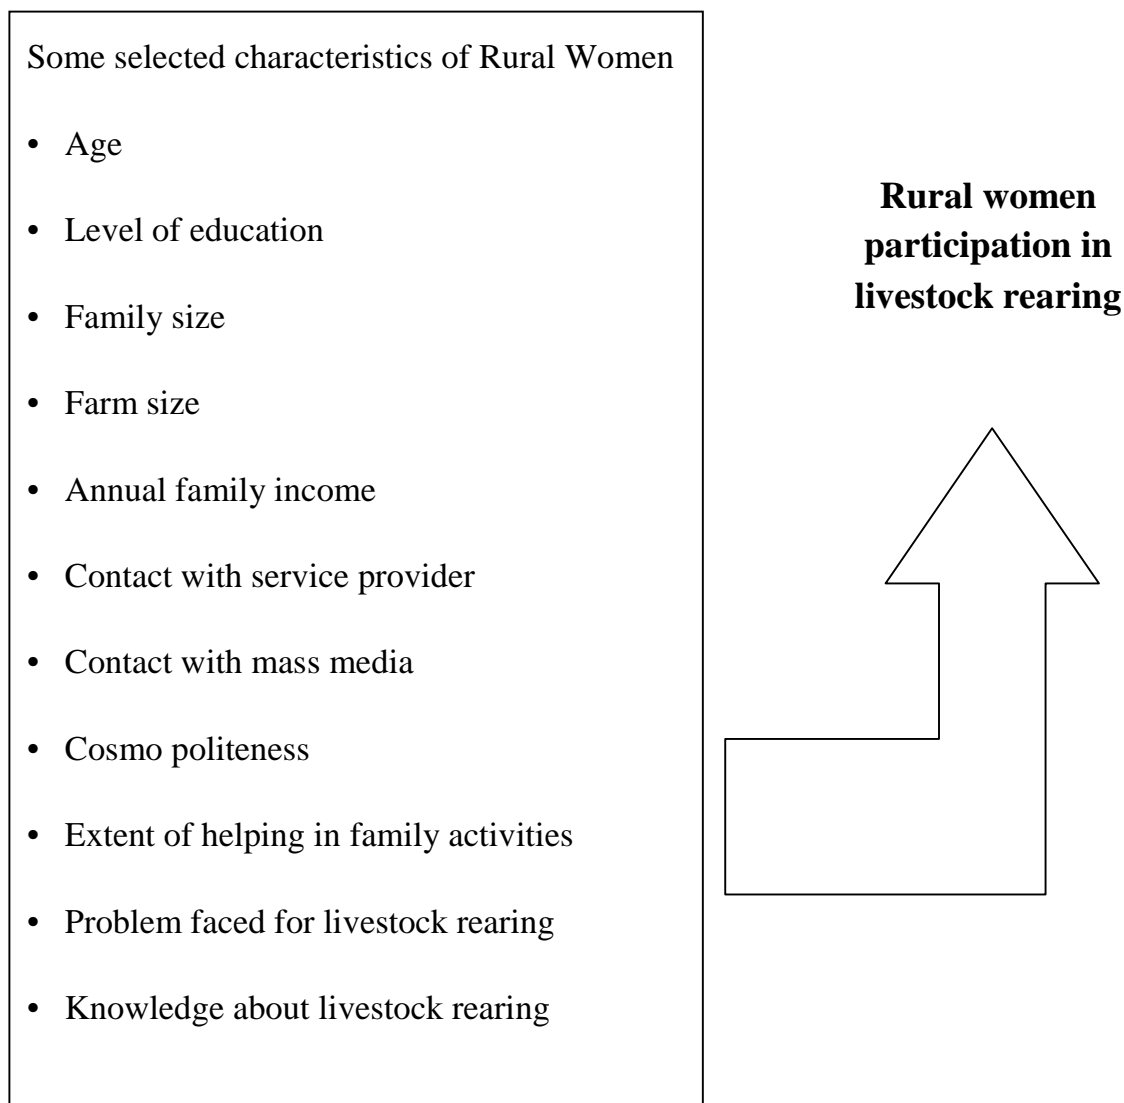 Some selected characteristics of Rural Women
• Age
• Level of education
• Family size
• Farm size
• Annual family income
• Contact with service provider
• Contact with mass media
• Cosmo politeness
• Extent of helping in family activities
• Problem faced for livestock rearing
• Knowledge about livestock rearing
Rural women
participation in
livestock rearing